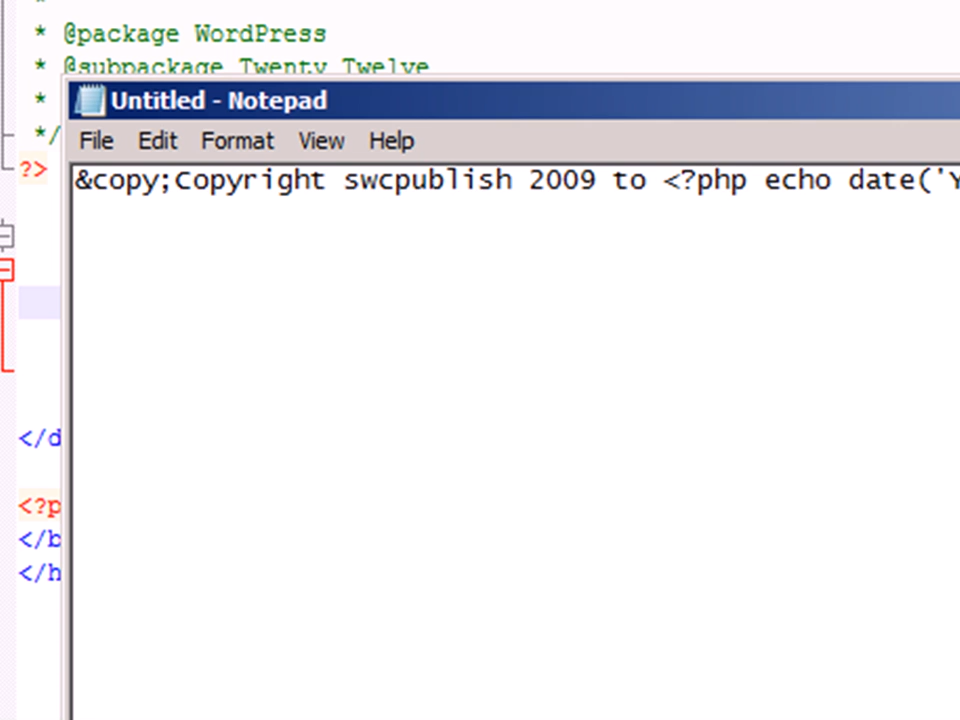 *
* @package WordPress
* @subpackage Twenty Twelve
*
*/
?>
Untitled - Notepad
File Edit Format View Help
&copy;Copyright swcpublish 2009 to <?php echo date('Y
</d
<?p
</b
</h